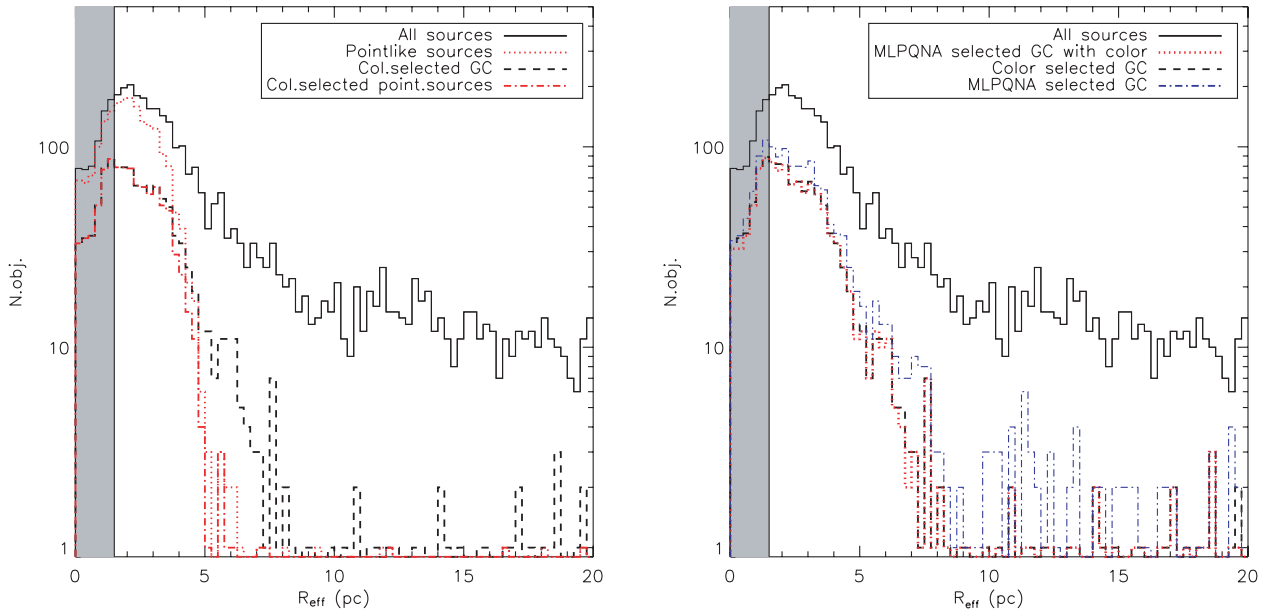 All sources
Pointlike sources
Col.selected GC
Col.selected point.sources
100
10
1
N.obj.
0 5 10 15 20
R_eff (pc)
All sources
MLPQNA selected GC with color
Color selected GC
MLPQNA selected GC
100
10
1
N.obj.
0 5 10 15 20
R_eff (pc)